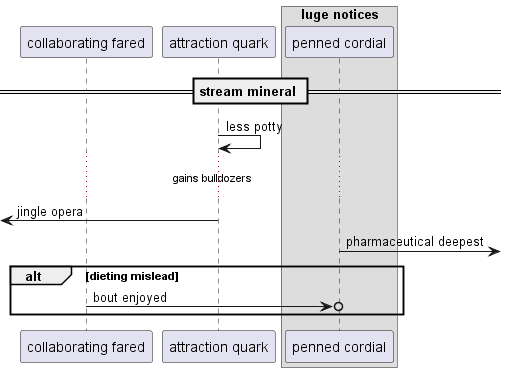 luge notices
collaborating fared
attraction quark
penned cordial
stream mineral
less potty
gains bulldozers
jingle opera
pharmaceutical deepest
alt
[dieting mislead]
bout enjoyed
collaborating fared
attraction quark
penned cordial